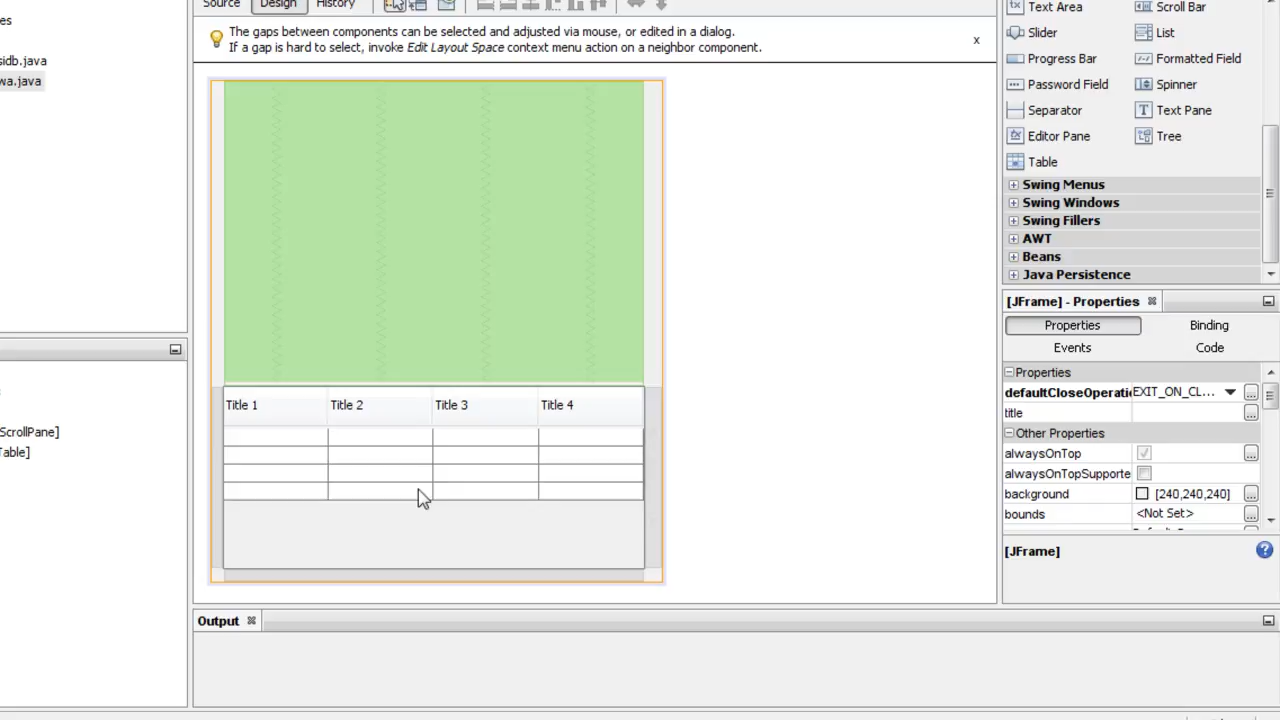 Source Design History
The gaps between components can be selected and adjusted via mouse, or edited in a dialog.
If a gap is hard to select, invoke Edit Layout Space context menu action on a neighbor component.
x
es
sidb.java
wa.java
ScrollPane]
Table]
Title 1 Title 2 Title 3 Title 4
Output
Text Area Scroll Bar
Slider List
Progress Bar Formatted Field
Password Field Spinner
Separator Text Pane
Editor Pane Tree
Table
Swing Menus
Swing Windows
Swing Fillers
AWT
Beans
Java Persistence
[JFrame] - Properties
Properties Binding
Events Code
Properties
defaultCloseOperati EXIT_ON_CL... ...
title ...
Other Properties
alwaysOnTop ...
alwaysOnTopSupporte ...
background [240,240,240] ...
bounds <Not Set> ...
[JFrame]